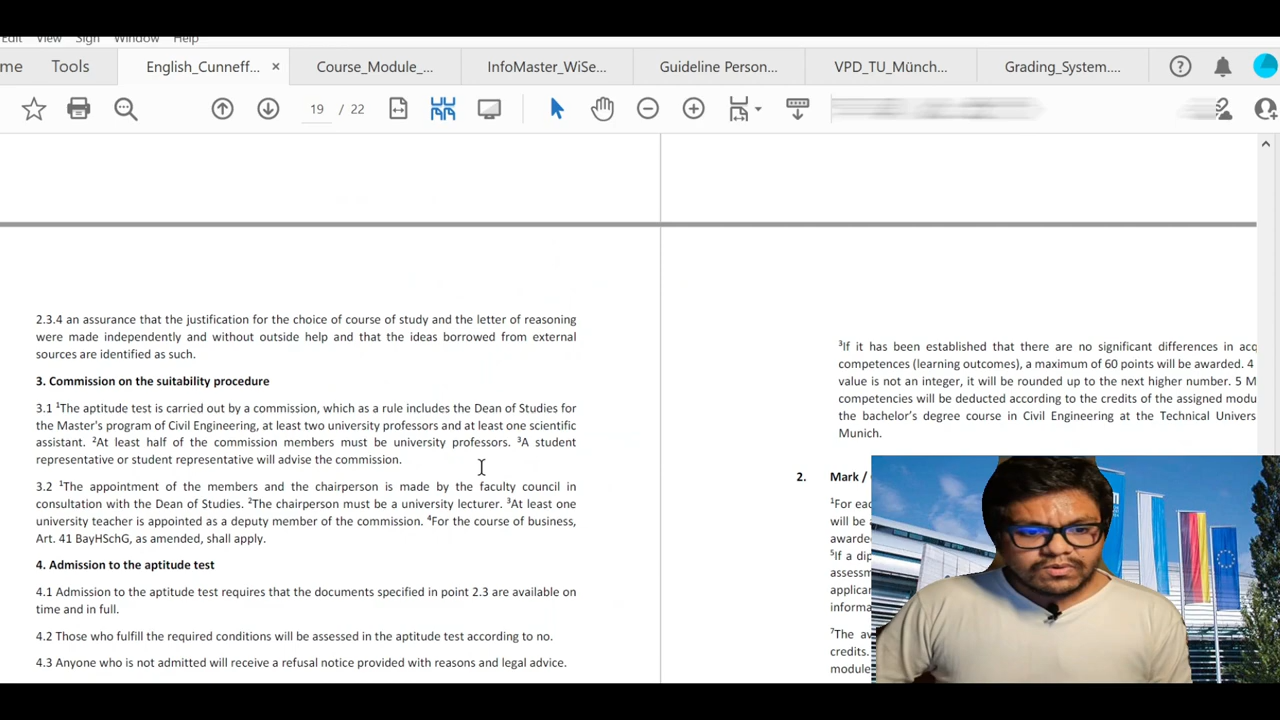 Edit View Sign Window Help
me Tools English_Cunneff... × Course_Module_... InfoMaster_WiSe... Guideline Person... VPD_TU_Münch... Grading_System....
19 / 22
2.3.4 an assurance that the justification for the choice of course of study and the letter of reasoning
were made independently and without outside help and that the ideas borrowed from external
sources are identified as such.
3. Commission on the suitability procedure
3.1 ¹The aptitude test is carried out by a commission, which as a rule includes the Dean of Studies for
the Master's program of Civil Engineering, at least two university professors and at least one scientific
assistant. ²At least half of the commission members must be university professors. ³A student
representative or student representative will advise the commission.
3.2 ¹The appointment of the members and the chairperson is made by the faculty council in
consultation with the Dean of Studies. ²The chairperson must be a university lecturer. ³At least one
university teacher is appointed as a deputy member of the commission. ⁴For the course of business,
Art. 41 BayHSchG, as amended, shall apply.
4. Admission to the aptitude test
4.1 Admission to the aptitude test requires that the documents specified in point 2.3 are available on
time and in full.
4.2 Those who fulfill the required conditions will be assessed in the aptitude test according to no.
4.3 Anyone who is not admitted will receive a refusal notice provided with reasons and legal advice.
³If it has been established that there are no significant differences in acq
competences (learning outcomes), a maximum of 60 points will be awarded. 4
value is not an integer, it will be rounded up to the next higher number. 5 M
competencies will be deducted according to the credits of the assigned modu
the bachelor's degree course in Civil Engineering at the Technical Univers
Munich.
2. Mark /
¹For eac
will be
awarde
⁵If a dip
assessm
applican
informa
⁷The av
credits.
module